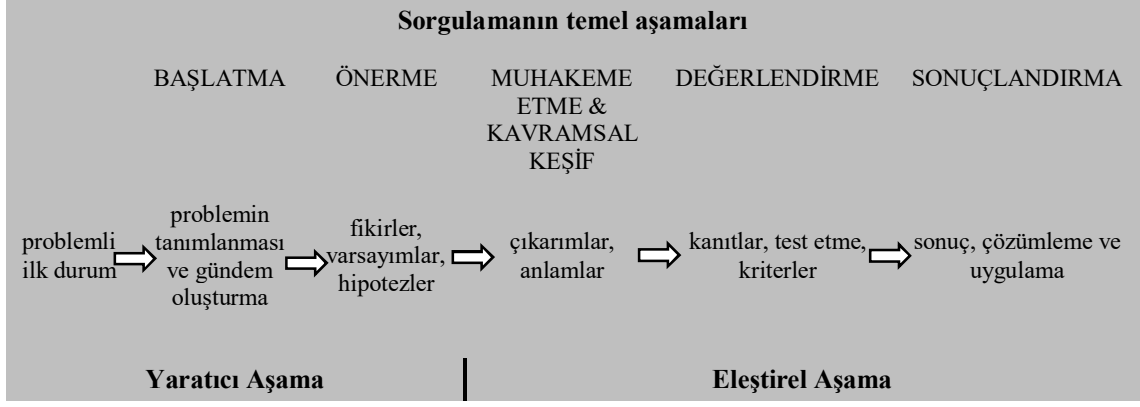 Sorgulamanın temel aşamaları
BAŞLATMA
ÖNERME
MUHAKEME
ETME &
KAVRAMSAL
KEŞİF
DEĞERLENDİRME
SONUÇLANDIRMA
problemli
ilk durum
problemin
tanımlanması
ve gündem
oluşturma
fikirler,
varsayımlar,
hipotezler
çıkarımlar,
anlamlar
kanıtlar, test etme,
kriterler
sonuç, çözümleme ve
uygulama
Yaratıcı Aşama
Eleştirel Aşama